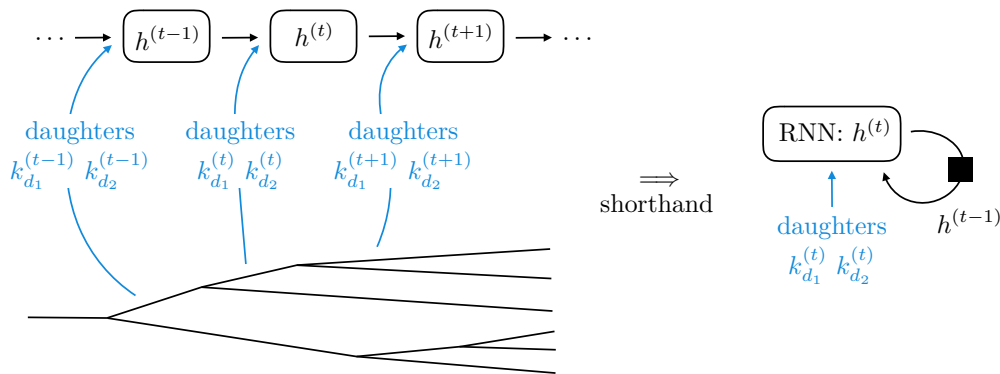 ⋯ h^{(t-1)} h^{(t)} h^{(t+1)} ⋯
daughters daughters daughters
k_{d_1}^{(t-1)} k_{d_2}^{(t-1)} k_{d_1}^{(t)} k_{d_2}^{(t)} k_{d_1}^{(t+1)} k_{d_2}^{(t+1)}
⟹
shorthand
RNN: h^{(t)}
h^{(t-1)}
daughters
k_{d_1}^{(t)} k_{d_2}^{(t)}